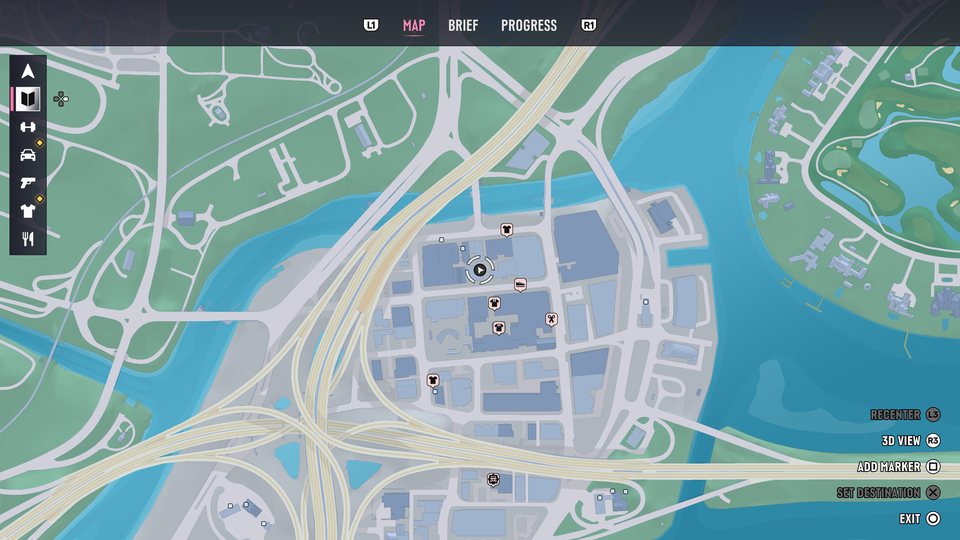 L1 MAP BRIEF PROGRESS R1
RECENTER L3
3D VIEW R3
ADD MARKER
SET DESTINATION
EXIT